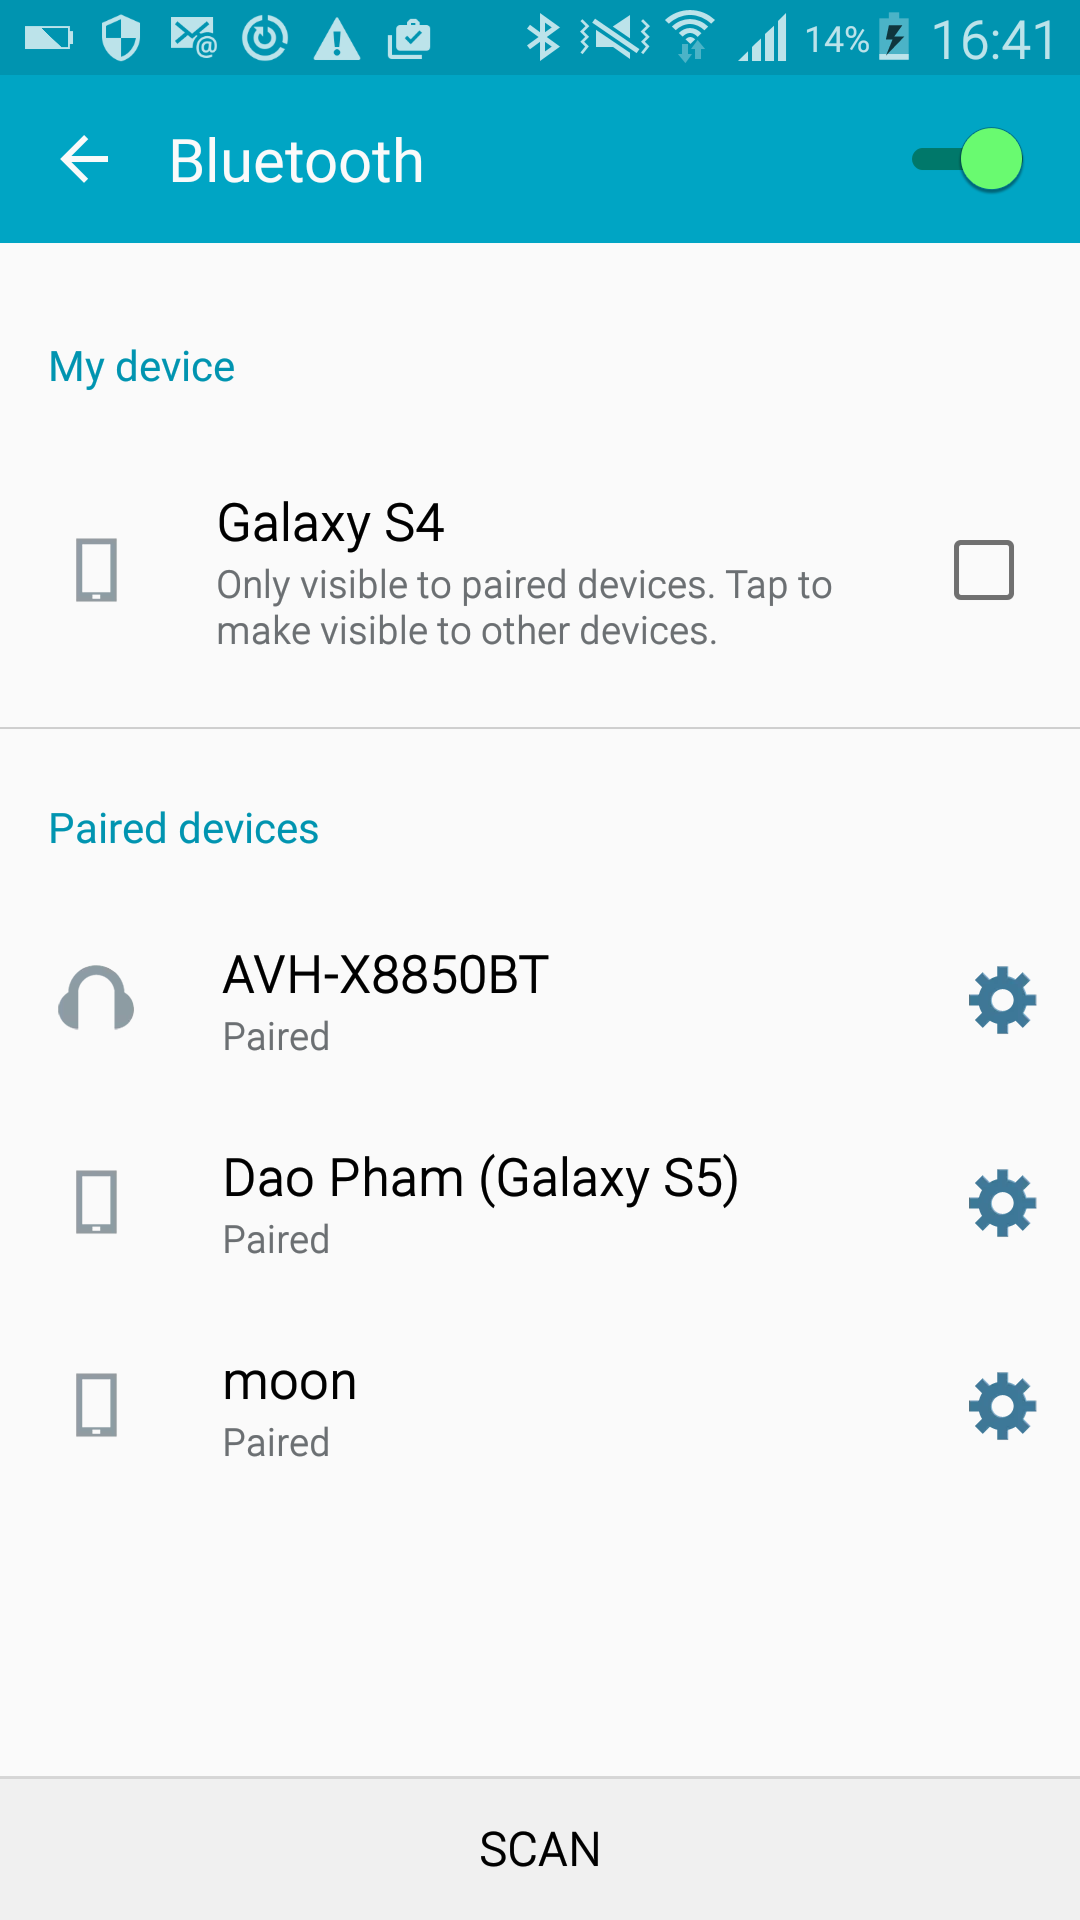 14% 16:41
Bluetooth
My device
Galaxy S4
Only visible to paired devices. Tap to
make visible to other devices.
Paired devices
AVH-X8850BT
Paired
Dao Pham (Galaxy S5)
Paired
moon
Paired
SCAN